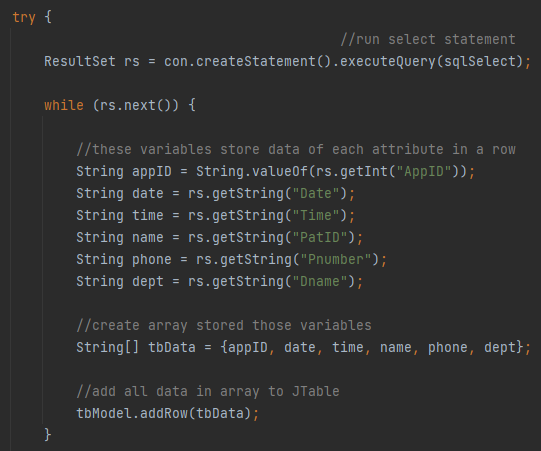 try {
//run select statement
ResultSet rs = con.createStatement().executeQuery(sqlSelect);
while (rs.next()) {
//these variables store data of each attribute in a row
String appID = String.valueOf(rs.getInt("AppID"));
String date = rs.getString("Date");
String time = rs.getString("Time");
String name = rs.getString("PatID");
String phone = rs.getString("Pnumber");
String dept = rs.getString("Dname");
//create array stored those variables
String[] tbData = {appID, date, time, name, phone, dept};
//add all data in array to JTable
tbModel.addRow(tbData);
}